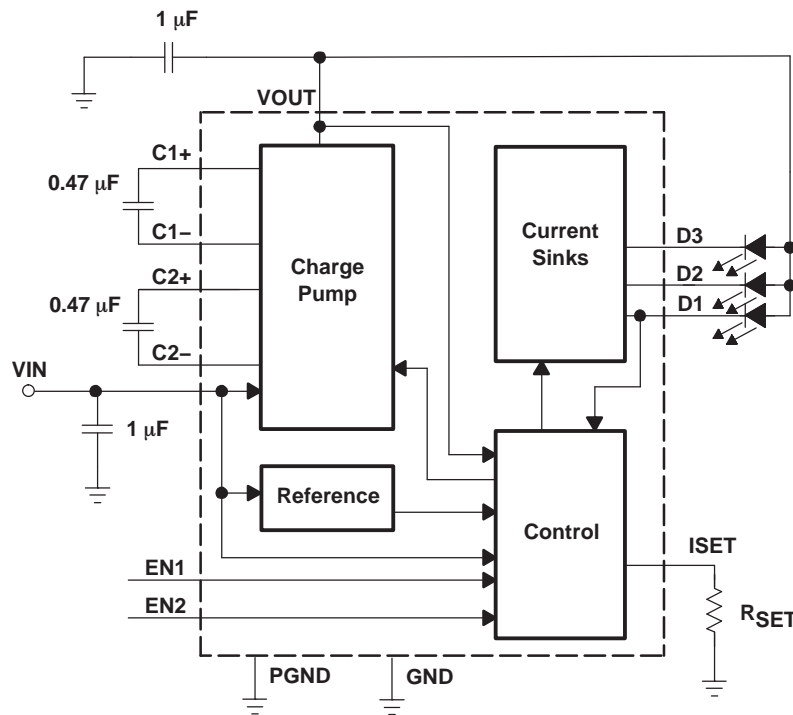 1 μF
VOUT
C1+
0.47 μF
C1–
C2+
0.47 μF
C2–
Charge
Pump
Current
Sinks
D3
D2
D1
VIN
1 μF
Reference
Control
ISET
EN1
EN2
RSET
PGND
GND